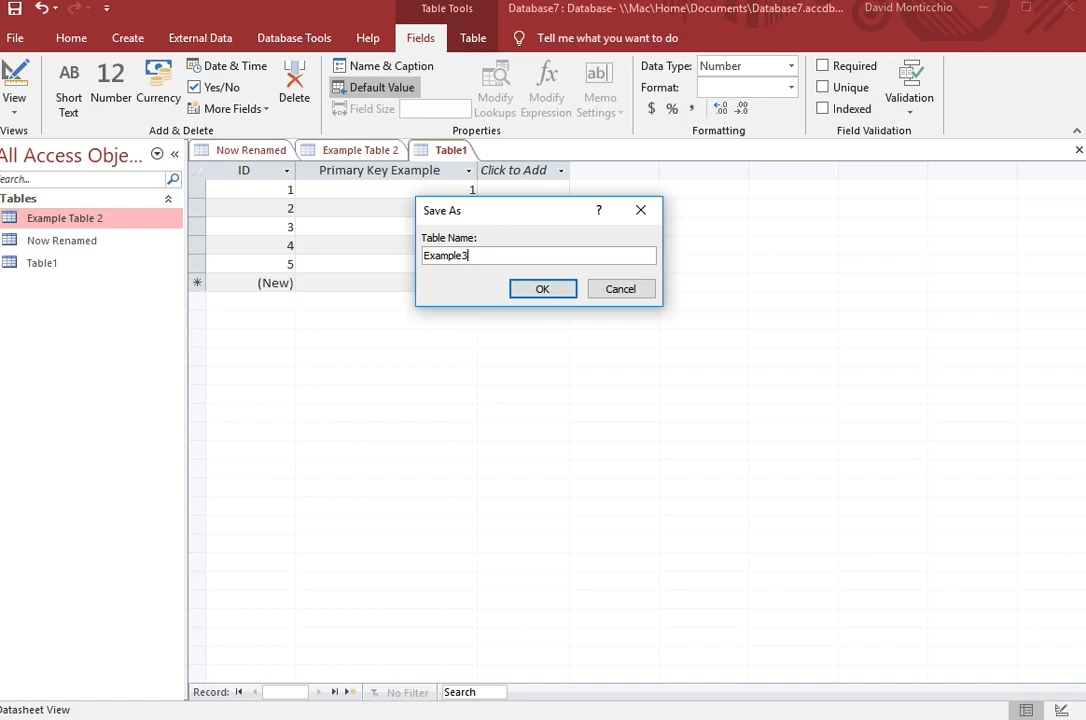 Table Tools
Database7 : Database- \\Mac\Home\Documents\Database7.accdb...
David Monticchio
File
Home
Create
External Data
Database Tools
Help
Fields
Table
Tell me what you want to do
View
Views
AB
Short
Text
12
Number
Currency
Date & Time
Yes/No
More Fields
Delete
Add & Delete
Name & Caption
Default Value
Field Size
Modify
Lookups
fx
Modify
Expression
ab
Memo
Settings
Properties
Data Type: Number
Format:
$ % ,
Formatting
Required
Unique
Indexed
Validation
Field Validation
All Access Obje...
earch...
Tables
Example Table 2
Now Renamed
Table1
Now Renamed
Example Table 2
Table1
ID
Primary Key Example
Click to Add
1 1
2
3
4
5
(New)
Save As
?
Table Name:
Example3
OK
Cancel
Record:
No Filter
Search
Datasheet View